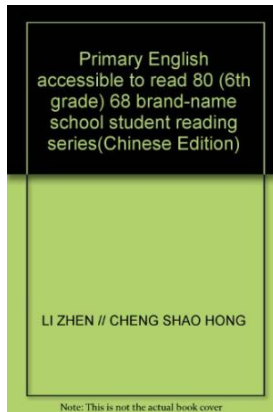 Primary English
accessible to read 80 (6th
grade) 68 brand-name
school student reading
series(Chinese Edition)
LI ZHEN // CHENG SHAO HONG
Note: This is not the actual book cover